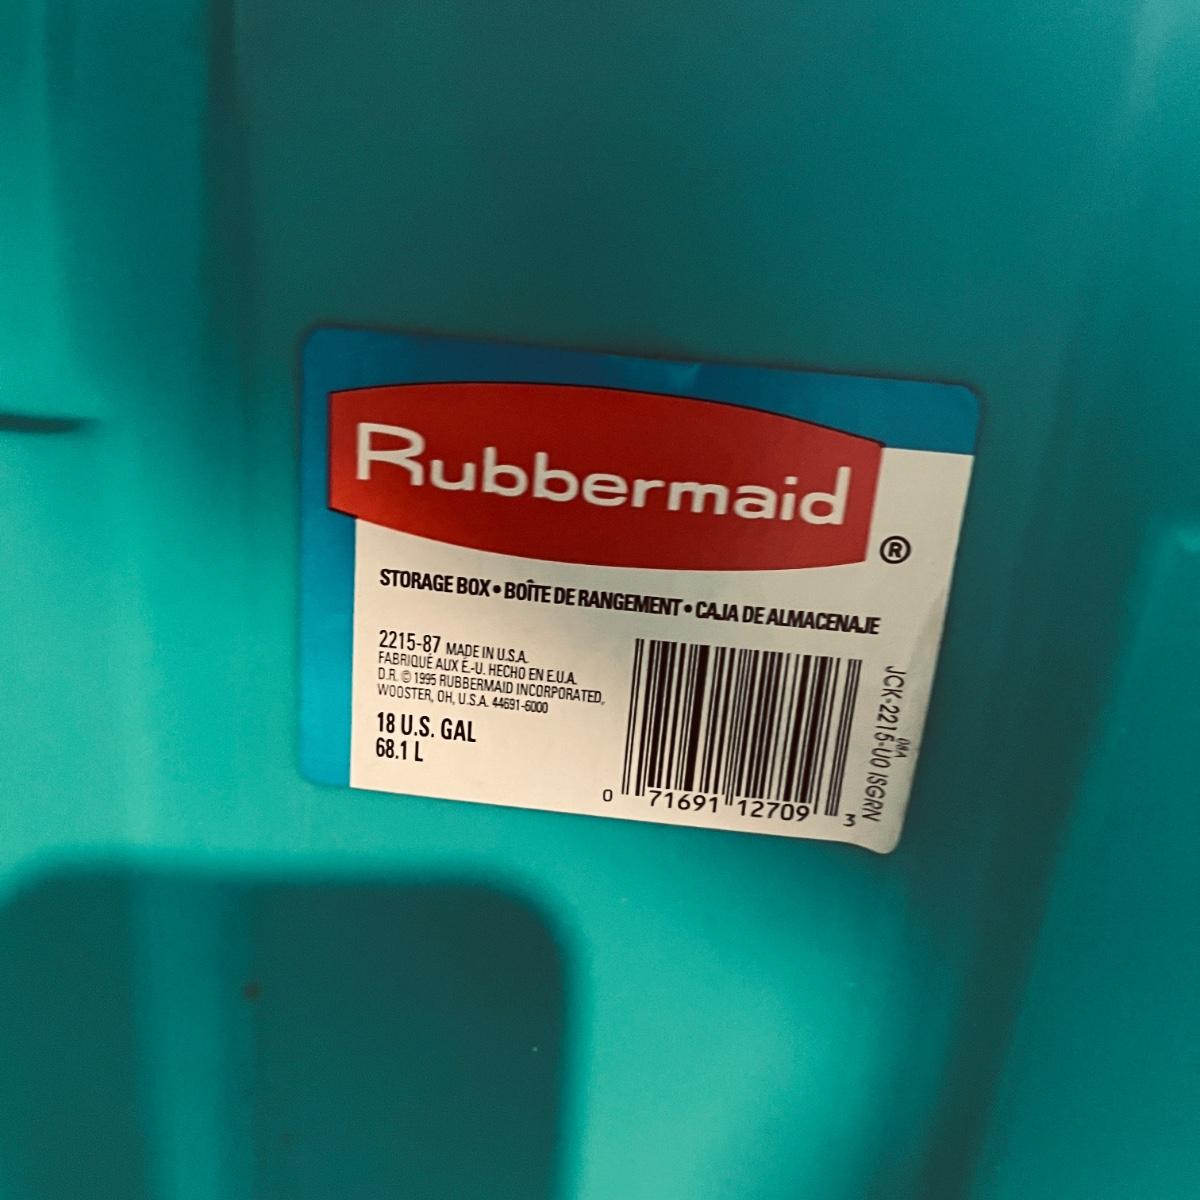 Rubbermaid
®
STORAGE BOX • BOÎTE DE RANGEMENT • CAJA DE ALMACENAJE
2215-87 MADE IN U.S.A.
FABRIQUÉ AUX É.-U. HECHO EN E.U.A.
D.R. © 1995 RUBBERMAID INCORPORATED,
WOOSTER, OH, U.S.A. 44691-6000
18 U.S. GAL
68.1 L
0 71691 12709 3
JCK-2215-U0 ISGRN
08A